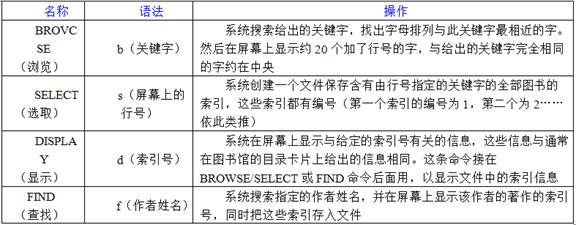 名称 语法 操作
BROVC
SE
（浏览）
b（关键字）
系统搜索给出的关键字，找出字母排列与此关键字最相近的字。
然后在屏幕上显示约 20 个加了行号的字，与给出的关键字完全相同
的字约在中央
SELECT
（选取）
s（屏幕上的
行号）
系统创建一个文件保存含有由行号指定的关键字的全部图书的
索引，这些索引都有编号（第一个索引的编号为 1，第二个为 2……
依此类推）
DISPLA
Y
（显示）
d（索引号）
系统在屏幕上显示与给定的索引号有关的信息，这些信息与通常
在图书馆的目录卡片上给出的信息相同。这条命令接在
BROWSE/SELECT 或 FIND 命令后面用，以显示文件中的索引信息
FIND
（查找）
f（作者姓名）
系统搜索指定的作者姓名，并在屏幕上显示该作者的著作的索引
号，同时把这些索引存入文件